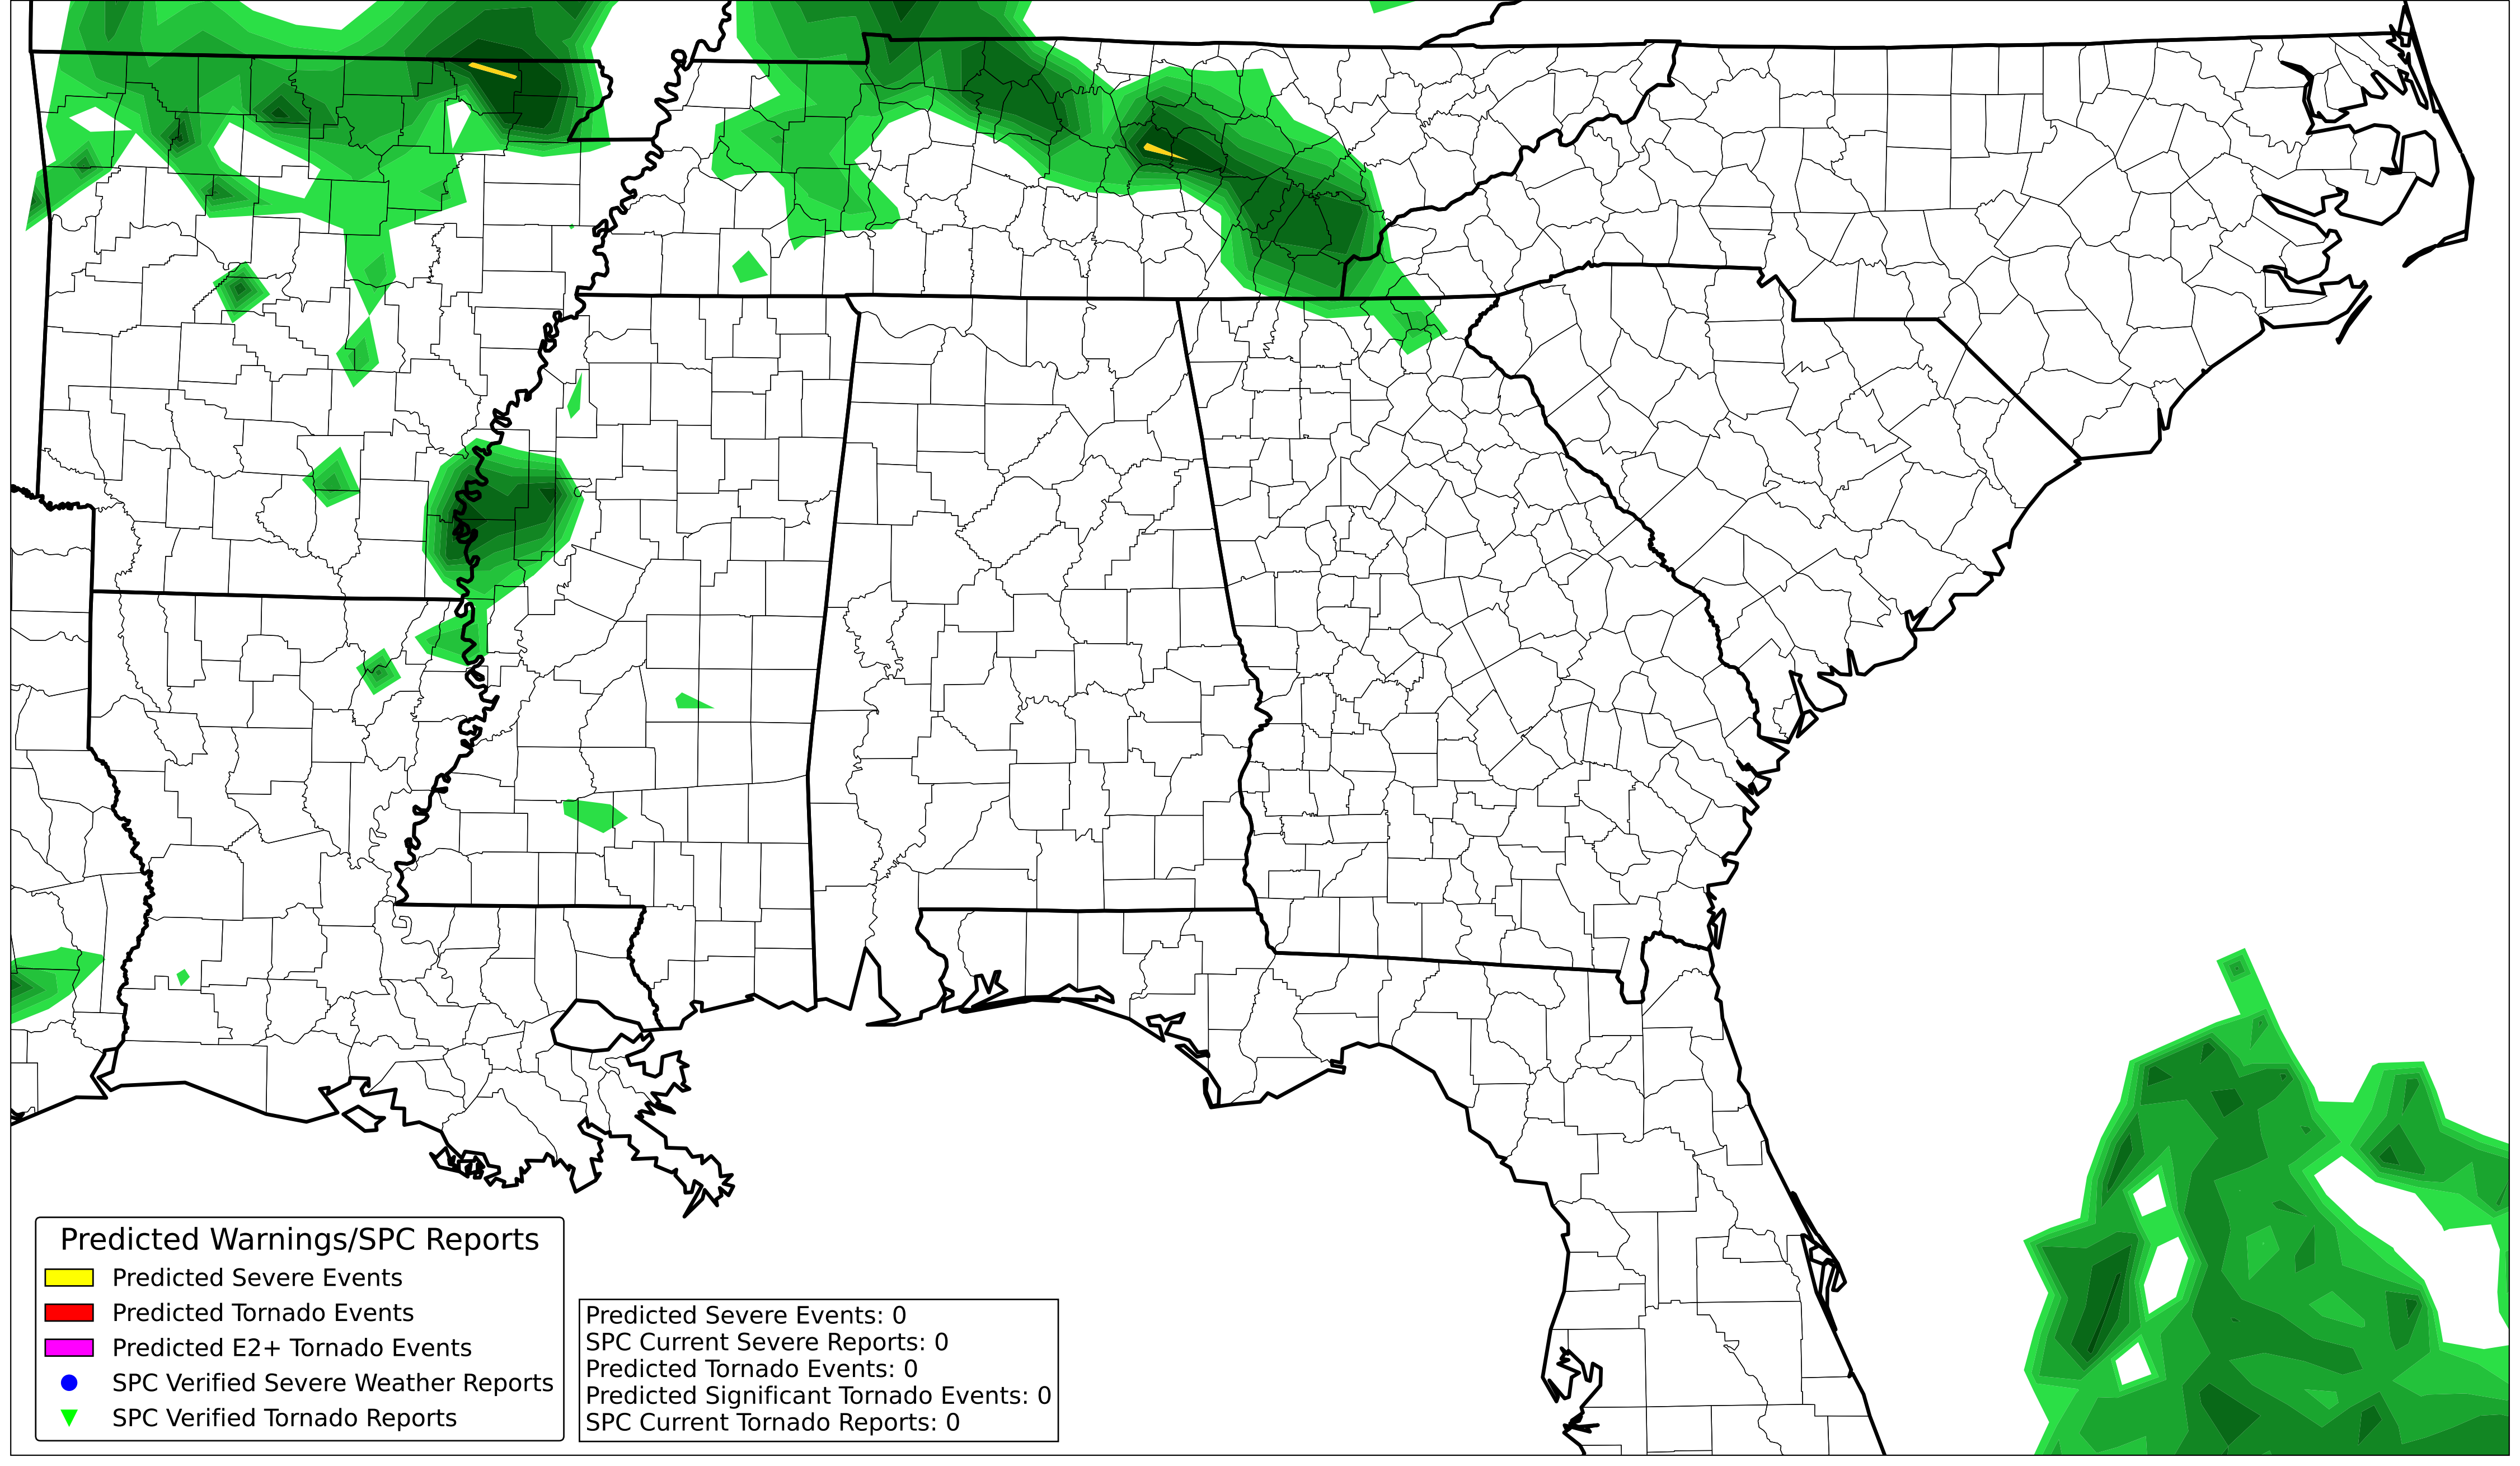 Predicted Warnings/SPC Reports
Predicted Severe Events
Predicted Tornado Events
Predicted E2+ Tornado Events
SPC Verified Severe Weather Reports
SPC Verified Tornado Reports
Predicted Severe Events: 0
SPC Current Severe Reports: 0
Predicted Tornado Events: 0
Predicted Significant Tornado Events: 0
SPC Current Tornado Reports: 0